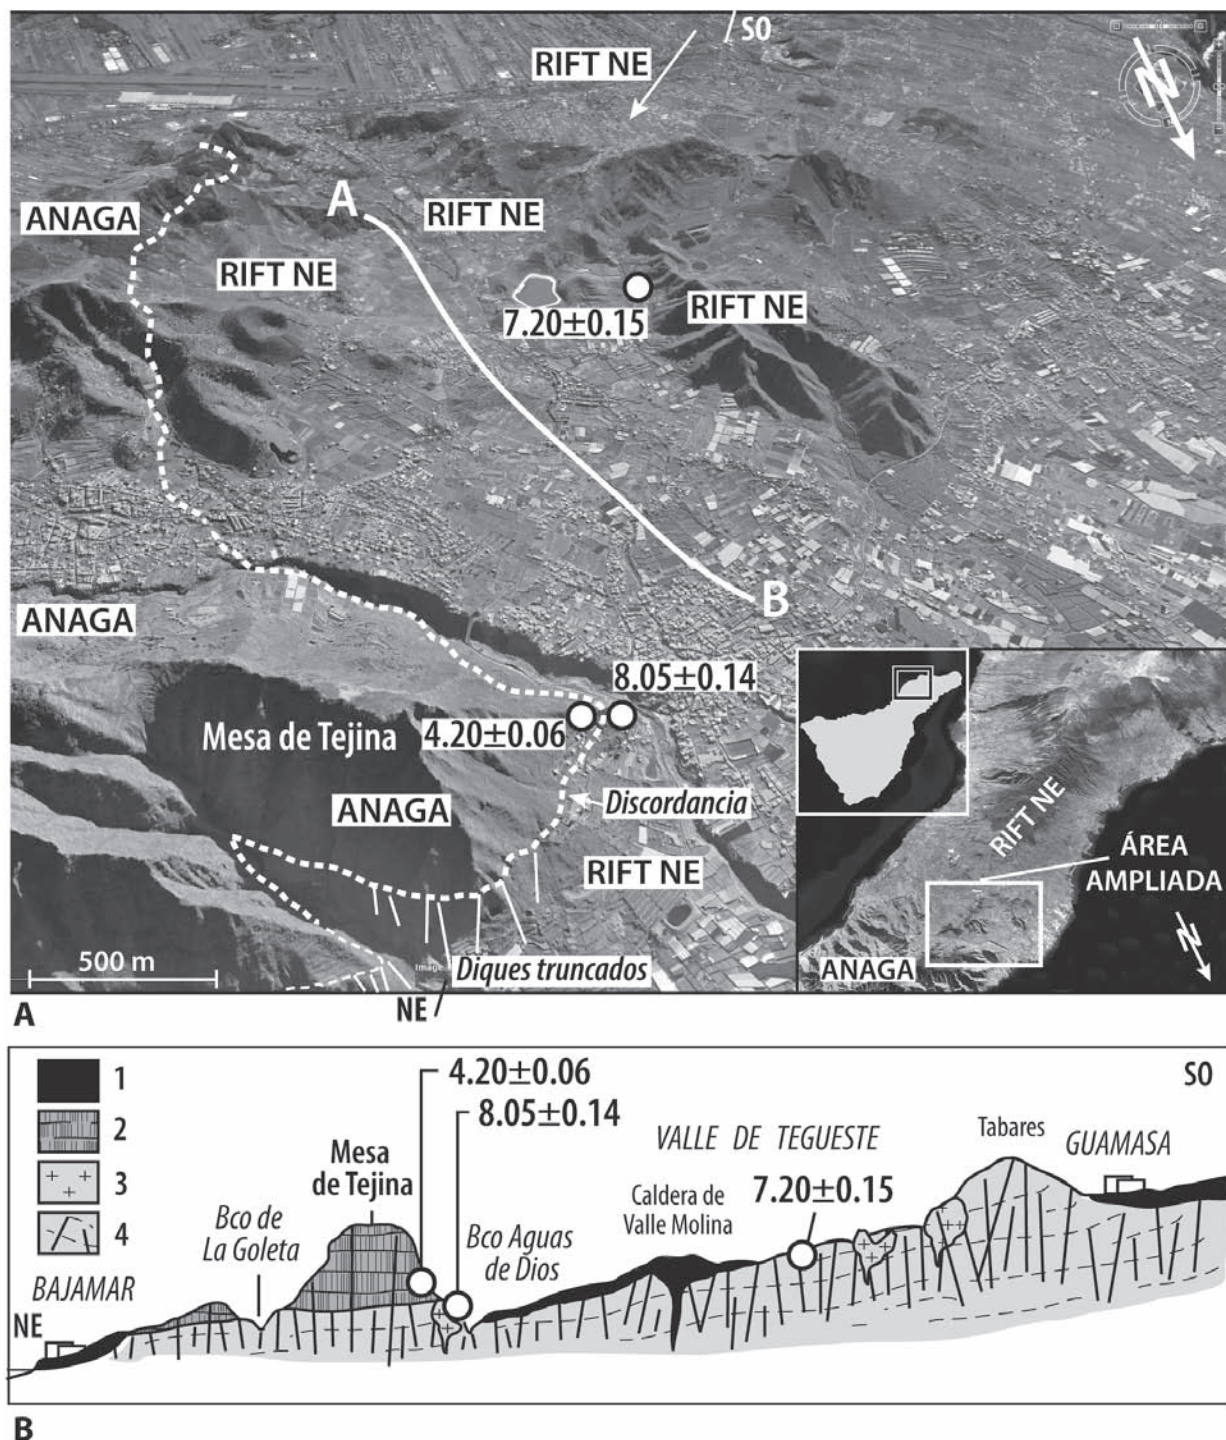 SO
RIFT NE
N
ANAGA
A
RIFT NE
RIFT NE
7.20±0.15
RIFT NE
B
ANAGA
8.05±0.14
Mesa de Tejina
4.20±0.06
ANAGA
Discordancia
RIFT NE
Diques truncados
500 m
Image
NE
RIFT NE
ÁREA
AMPLIADA
ANAGA
N
A
1
2
3
4
4.20±0.06
8.05±0.14
SO
Mesa
de Tejina
VALLE DE TEGUESTE
Tabares
GUAMASA
7.20±0.15
Caldera de
Valle Molina
Bco de
La Goleta
Bco Aguas
de Dios
BAJAMAR
NE
B